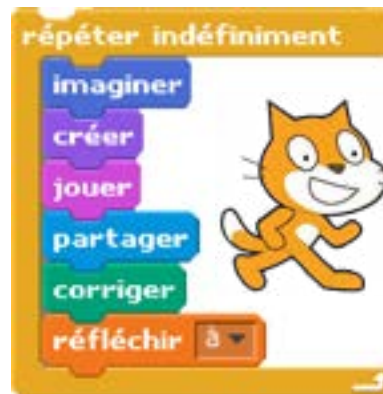 répéter indéfiniment
imaginer
créer
jouer
partager
corriger
réfléchir à